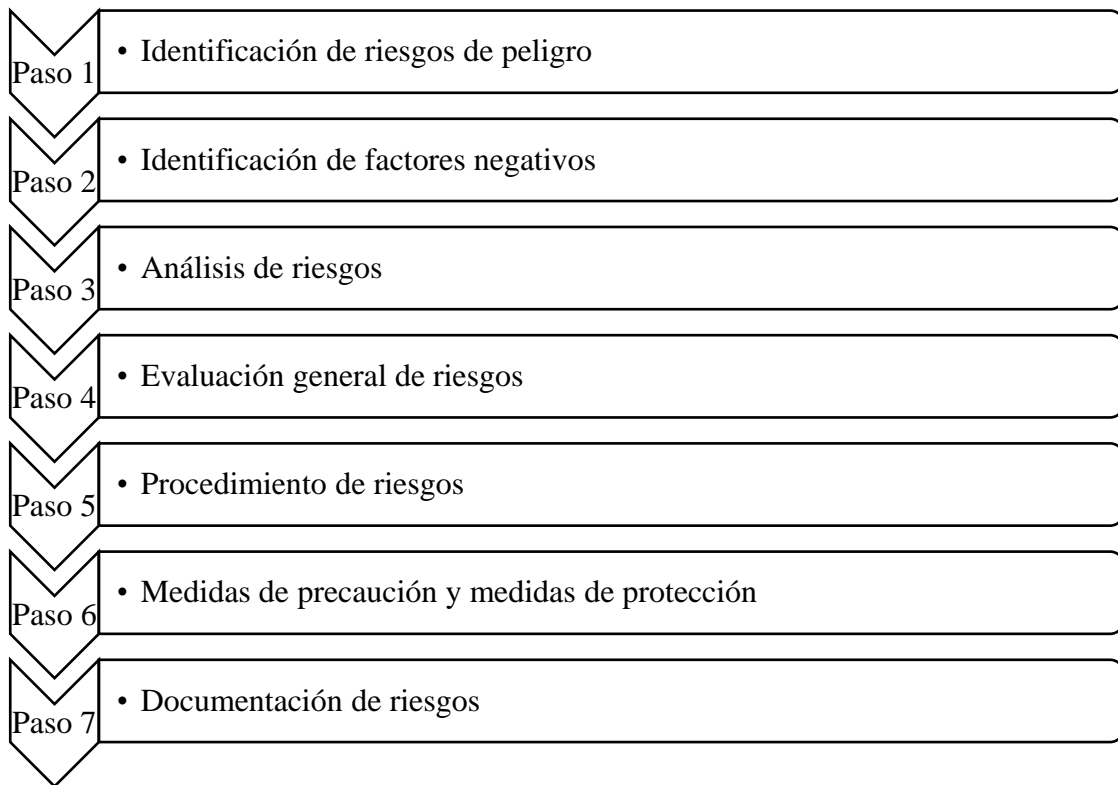 Paso 1
• Identificación de riesgos de peligro
Paso 2
• Identificación de factores negativos
Paso 3
• Análisis de riesgos
Paso 4
• Evaluación general de riesgos
Paso 5
• Procedimiento de riesgos
Paso 6
• Medidas de precaución y medidas de protección
Paso 7
• Documentación de riesgos